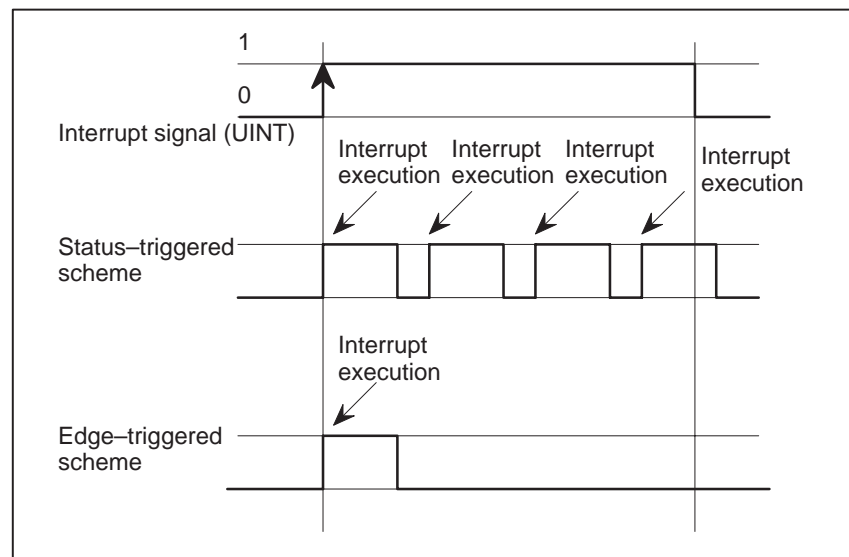 1
0
Interrupt signal (UINT)
Interrupt
execution
Interrupt
execution
Interrupt
execution
Interrupt
execution
Status–triggered
scheme
Interrupt
execution
Edge–triggered
scheme